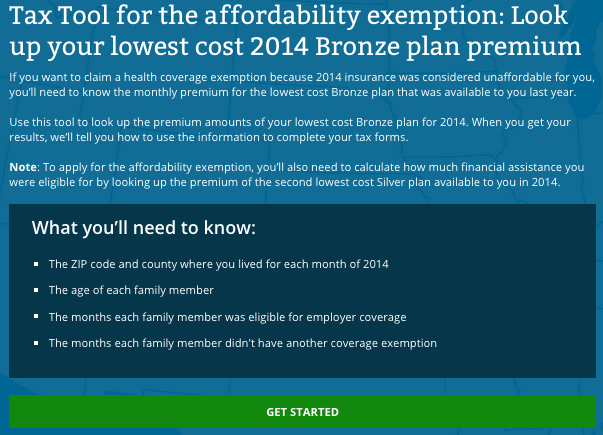 Tax Tool for the affordability exemption: Look
up your lowest cost 2014 Bronze plan premium
If you want to claim a health coverage exemption because 2014 insurance was considered unaffordable for you,
you’ll need to know the monthly premium for the lowest cost Bronze plan that was available to you last year.
Use this tool to look up the premium amounts of your lowest cost Bronze plan for 2014. When you get your
results, we’ll tell you how to use the information to complete your tax forms.
Note: To apply for the affordability exemption, you’ll also need to calculate how much financial assistance you
were eligible for by looking up the premium of the second lowest cost Silver plan available to you in 2014.
What you’ll need to know:
The ZIP code and county where you lived for each month of 2014
The age of each family member
The months each family member was eligible for employer coverage
The months each family member didn't have another coverage exemption
GET STARTED